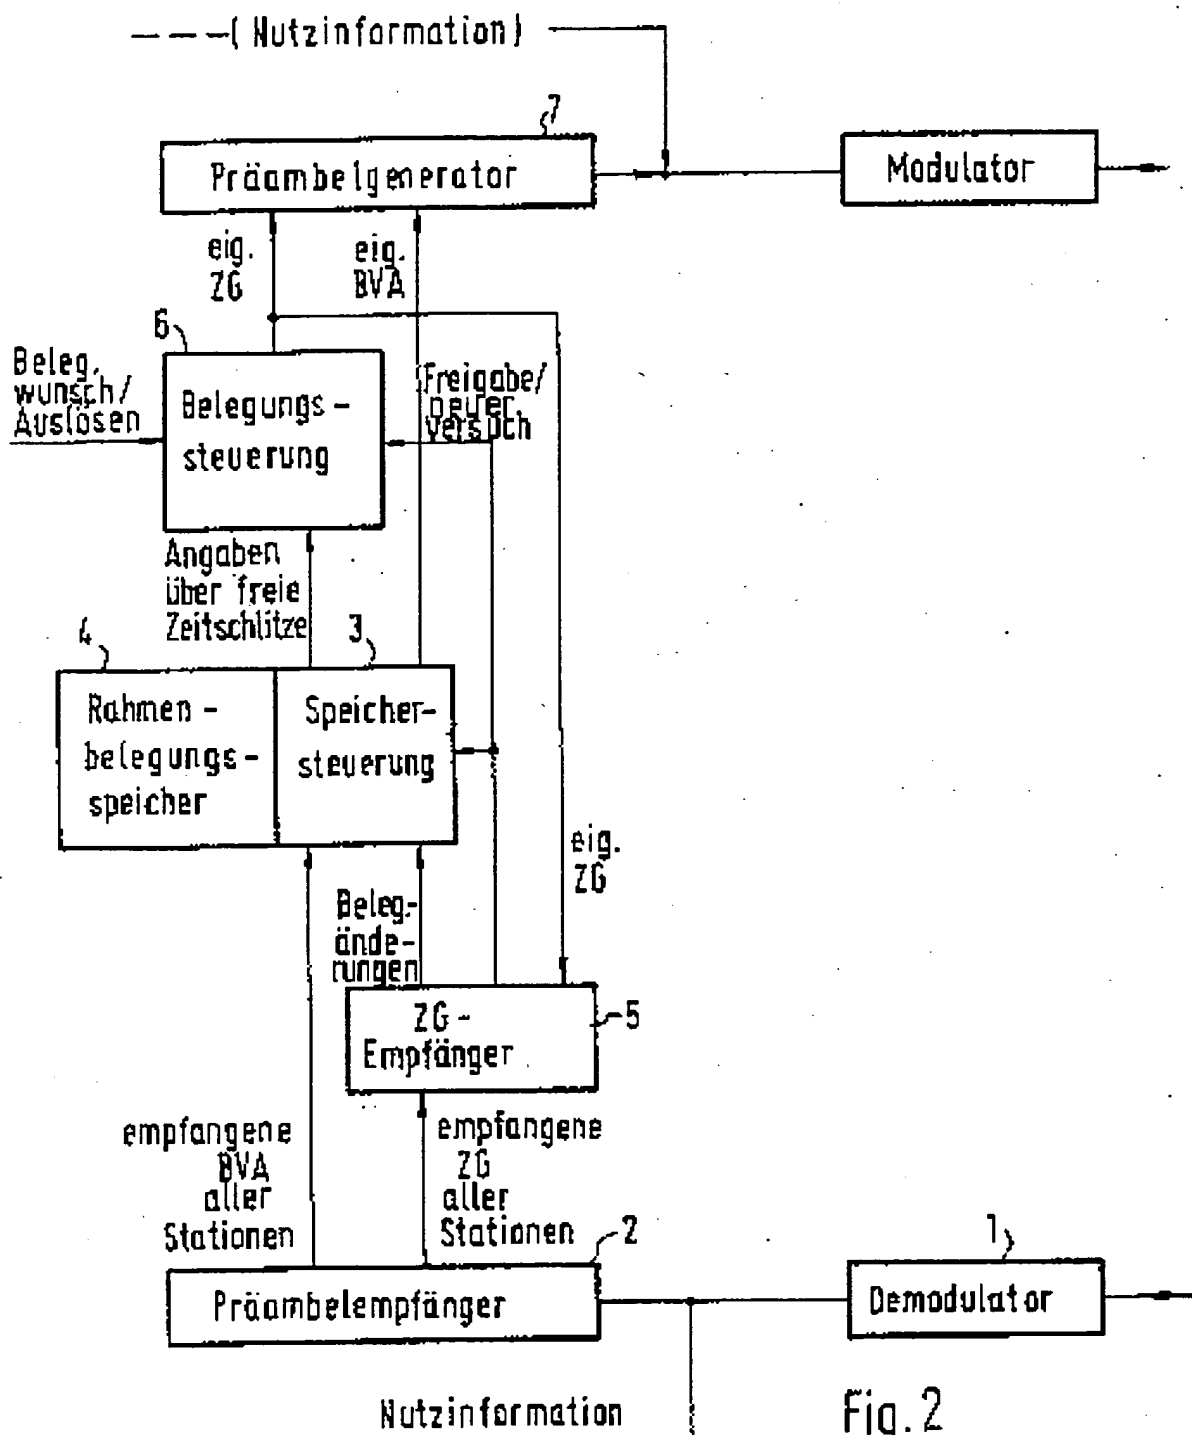 ---( Nutzinformation )
7
Präambelgenerator
Modulator
eig.
ZG
eig.
BVA
6
Beleg.
wunsch/
Auslösen
Belegungs-
steuerung
Freigabe/
neuer
versuch
Angaben
über freie
Zeitschlitze
4
3
Rahmen-
belegungs-
speicher
Speicher-
steuerung
eig.
ZG
Beleg.-
ände-
rungen
ZG-
Empfänger
5
empfangene
BVA
aller
Stationen
empfangene
ZG
aller
Stationen
2
1
Präambelempfänger
Demodulator
Nutzinformation
Fig. 2